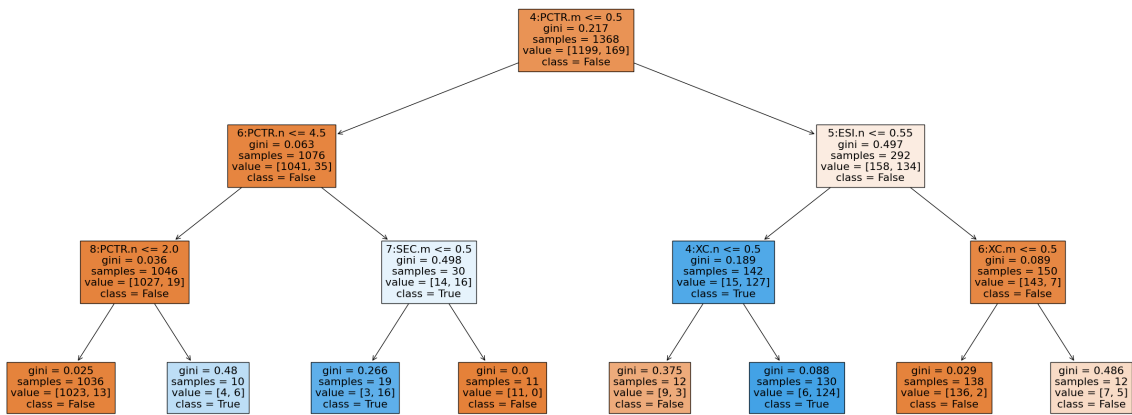 4:PCTR.m <= 0.5
gini = 0.217
samples = 1368
value = [1199, 169]
class = False
6:PCTR.n <= 4.5
gini = 0.063
samples = 1076
value = [1041, 35]
class = False
5:ESI.n <= 0.55
gini = 0.497
samples = 292
value = [158, 134]
class = False
8:PCTR.n <= 2.0
gini = 0.036
samples = 1046
value = [1027, 19]
class = False
7:SEC.m <= 0.5
gini = 0.498
samples = 30
value = [14, 16]
class = True
4:XC.n <= 0.5
gini = 0.189
samples = 142
value = [15, 127]
class = True
6:XC.m <= 0.5
gini = 0.089
samples = 150
value = [143, 7]
class = False
gini = 0.025
samples = 1036
value = [1023, 13]
class = False
gini = 0.48
samples = 10
value = [4, 6]
class = True
gini = 0.266
samples = 19
value = [3, 16]
class = True
gini = 0.0
samples = 11
value = [11, 0]
class = False
gini = 0.375
samples = 12
value = [9, 3]
class = False
gini = 0.088
samples = 130
value = [6, 124]
class = True
gini = 0.029
samples = 138
value = [136, 2]
class = False
gini = 0.486
samples = 12
value = [7, 5]
class = False